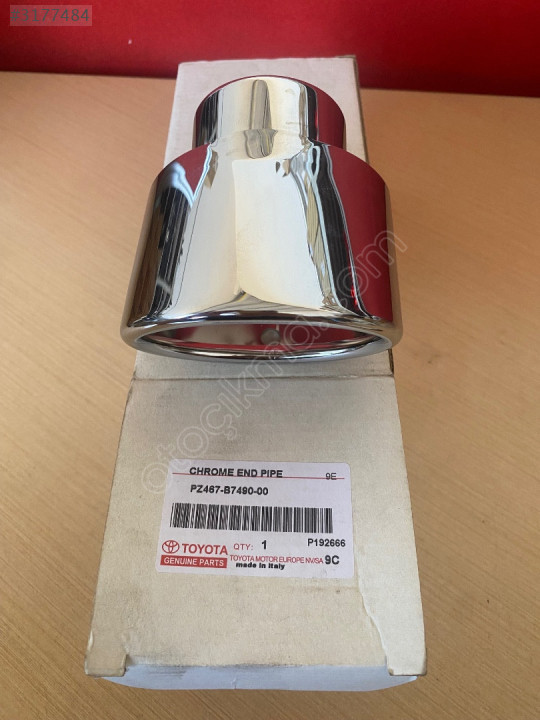 #3177484
otoçıkma.com
CHROME END PIPE 9E
PZ467-B7490-00
P192666
TOYOTA QTY: 1
GENUINE PARTS TOYOTA MOTOR EUROPE NV/SA 9C
made in Italy